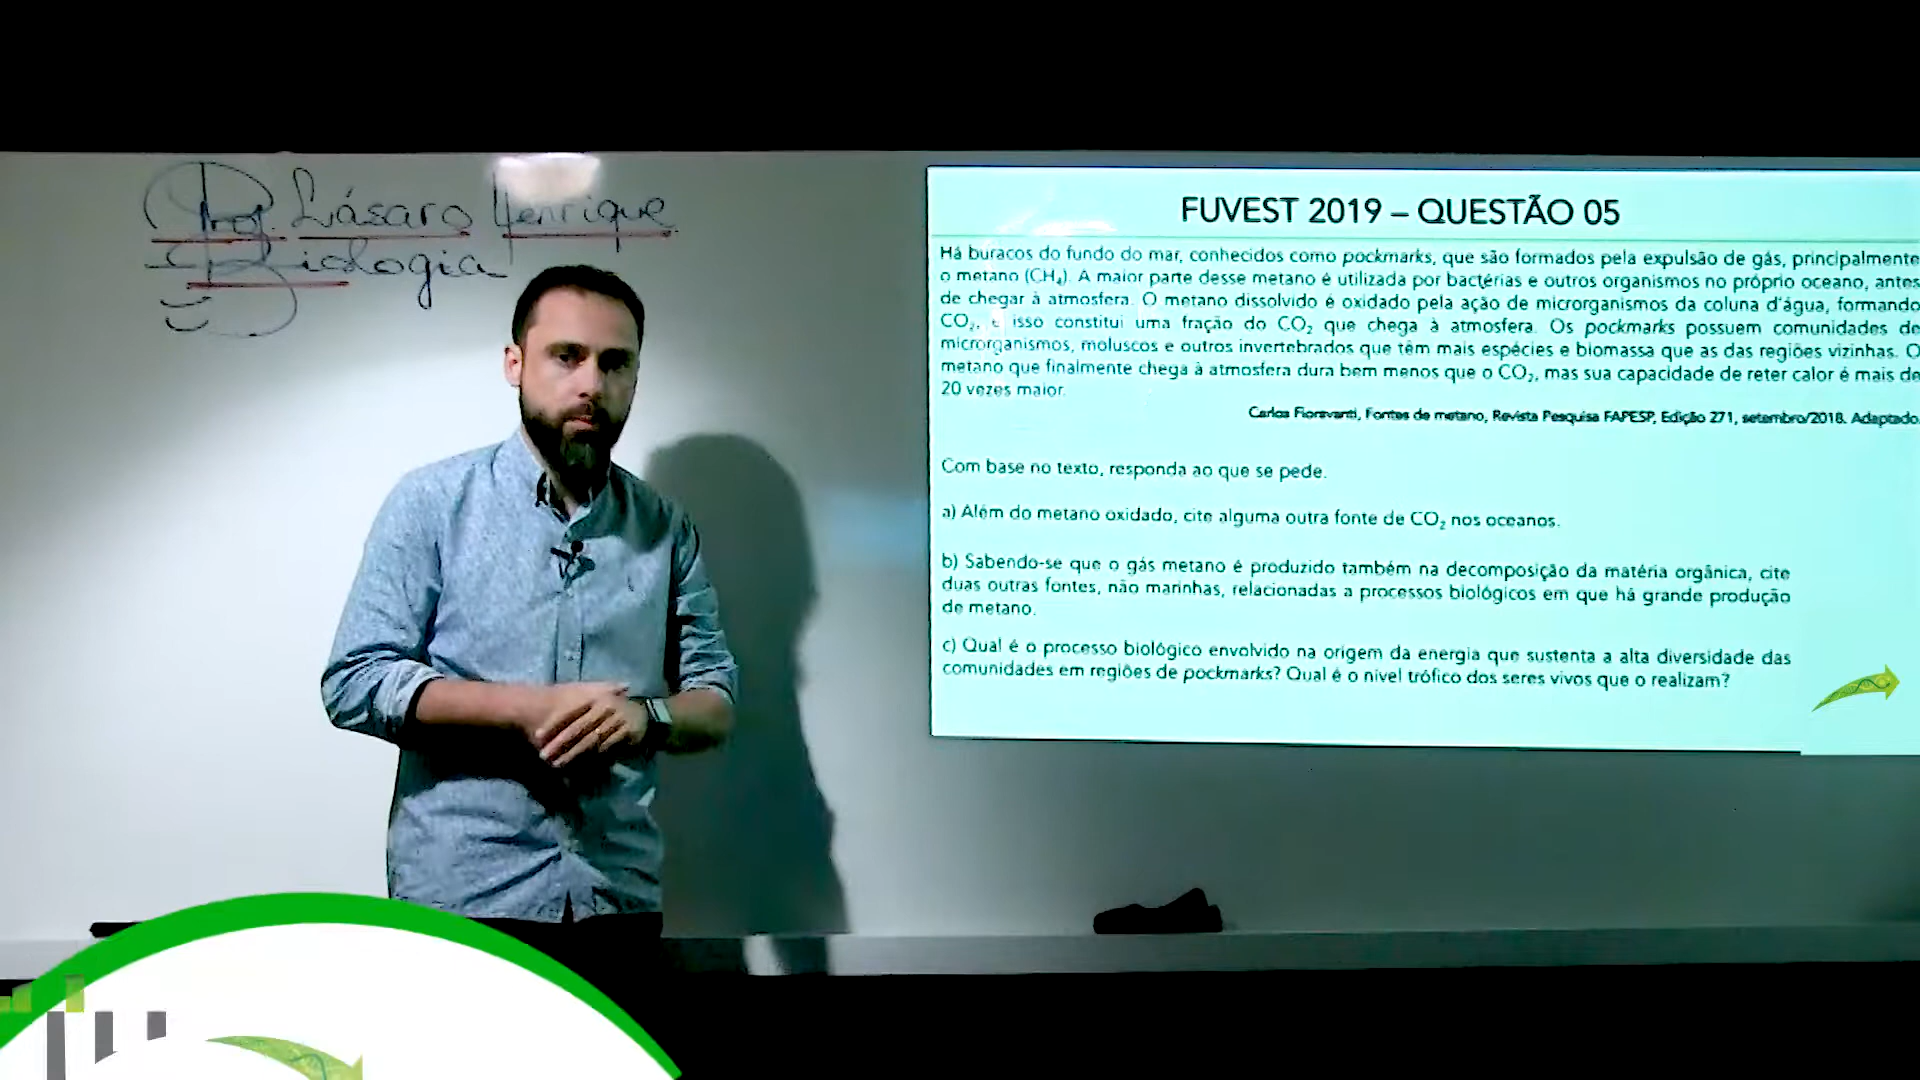 Prof. Lásaro Henrique
Biologia
FUVEST 2019 – QUESTÃO 05
Há buracos do fundo do mar, conhecidos como pockmarks, que são formados pela expulsão de gás, principalmente
o metano (CH₄). A maior parte desse metano é utilizada por bactérias e outros organismos no próprio oceano, antes
de chegar à atmosfera. O metano dissolvido é oxidado pela ação de microrganismos da coluna d'água, formando
CO₂, e isso constitui uma fração do CO₂ que chega à atmosfera. Os pockmarks possuem comunidades de
microrganismos, moluscos e outros invertebrados que têm mais espécies e biomassa que as das regiões vizinhas. O
metano que finalmente chega à atmosfera dura bem menos que o CO₂, mas sua capacidade de reter calor é mais de
20 vezes maior.
Carlos Fioravanti, Fontes de metano, Revista Pesquisa FAPESP, Edição 271, setembro/2018. Adaptado.
Com base no texto, responda ao que se pede.
a) Além do metano oxidado, cite alguma outra fonte de CO₂ nos oceanos.
b) Sabendo-se que o gás metano é produzido também na decomposição da matéria orgânica, cite
duas outras fontes, não marinhas, relacionadas a processos biológicos em que há grande produção
de metano.
c) Qual é o processo biológico envolvido na origem da energia que sustenta a alta diversidade das
comunidades em regiões de pockmarks? Qual é o nível trófico dos seres vivos que o realizam?